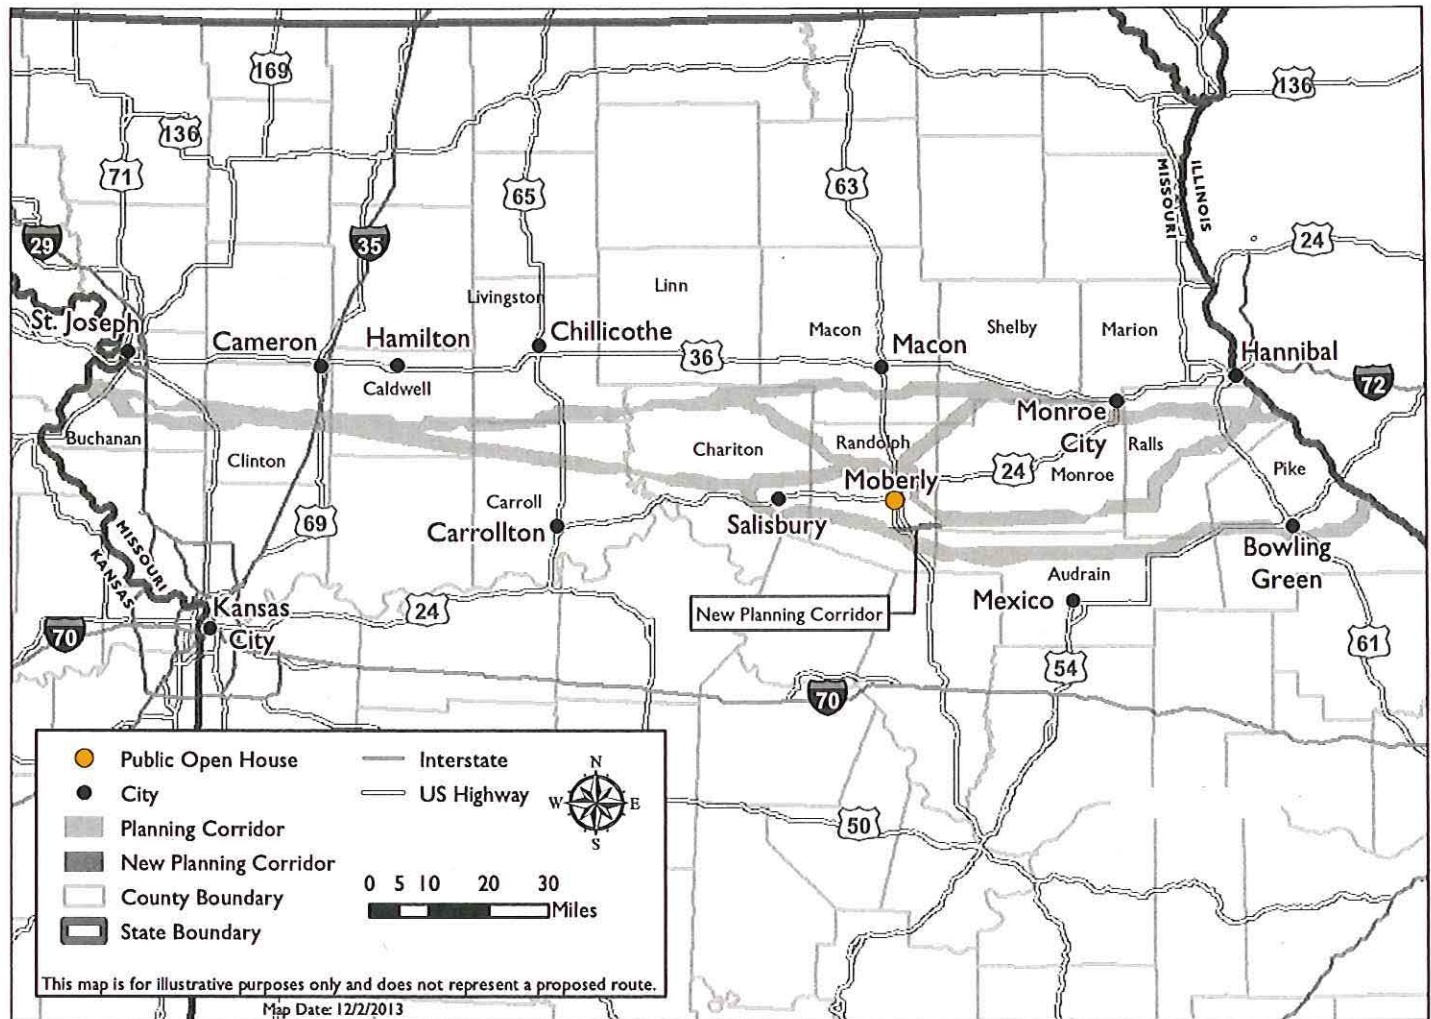 169
136
136
71
65
63
29
35
MISSOURI
ILLINOIS
24
Livingston
Linn
St. Joseph
Cameron
Hamilton
Chillicothe
Macon
Macon
Shelby
Marion
Hannibal
36
72
Caldwell
Monroe
City
Buchanan
Clinton
Chariton
Randolph
Ralls
Monroe
24
Pike
Moberly
Carroll
Carrollton
Salisbury
69
MISSOURI
KANSAS
Bowling
Green
Audrain
Mexico
Kansas
City
24
New Planning Corridor
70
61
54
70
50
Public Open House
City
Planning Corridor
New Planning Corridor
County Boundary
State Boundary
Interstate
US Highway
N
W E
S
0 5 10 20 30
Miles
This map is for illustrative purposes only and does not represent a proposed route.
Map Date: 12/2/2013